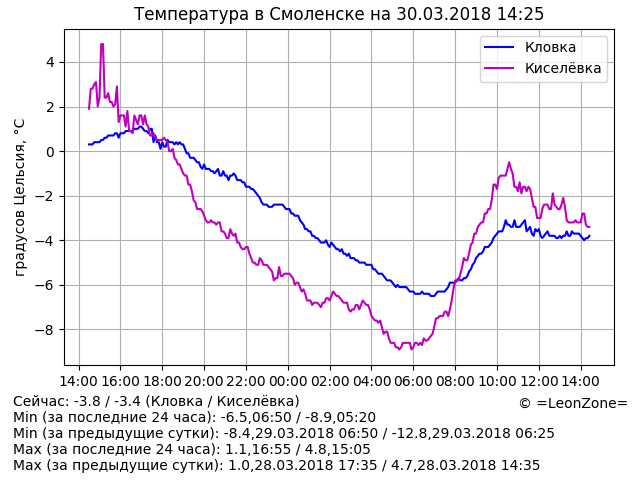 Температура в Смоленске на 30.03.2018 14:25
Кловка
Киселёвка
градусов Цельсия, °C
4
2
0
−2
−4
−6
−8
14:00 16:00 18:00 20:00 22:00 00:00 02:00 04:00 06:00 08:00 10:00 12:00 14:00
Сейчас: -3.8 / -3.4 (Кловка / Киселёвка)
© =LeonZone=
Min (за последние 24 часа): -6.5,06:50 / -8.9,05:20
Min (за предыдущие сутки): -8.4,29.03.2018 06:50 / -12.8,29.03.2018 06:25
Max (за последние 24 часа): 1.1,16:55 / 4.8,15:05
Max (за предыдущие сутки): 1.0,28.03.2018 17:35 / 4.7,28.03.2018 14:35